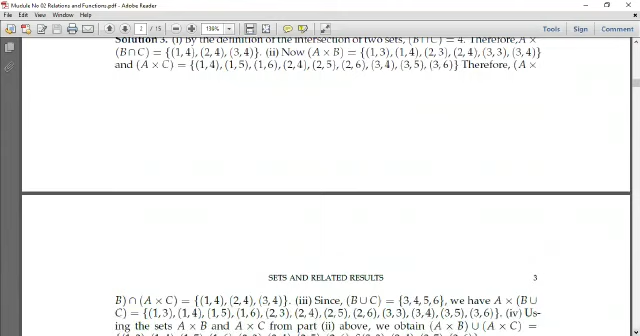 Module No 02 Relations and Functions.pdf - Adobe Reader
File Edit View Window Help
/ 15 136% Tools Sign Comment
Solution 3. (i) By the definition of the intersection of two sets, (B ∩ C) = 4. Therefore, A ×
(B ∩ C) = {(1, 4), (2, 4), (3, 4)}. (ii) Now (A × B) = {(1, 3), (1, 4), (2, 3), (2, 4), (3, 3), (3, 4)}
and (A × C) = {(1, 4), (1, 5), (1, 6), (2, 4), (2, 5), (2, 6), (3, 4), (3, 5), (3, 6)} Therefore, (A ×
SETS AND RELATED RESULTS 3
B) ∩ (A × C) = {(1, 4), (2, 4), (3, 4)}. (iii) Since, (B ∪ C) = {3, 4, 5, 6}, we have A × (B ∪
C) = {(1, 3), (1, 4), (1, 5), (1, 6), (2, 3), (2, 4), (2, 5), (2, 6), (3, 3), (3, 4), (3, 5), (3, 6)}. (iv) Us-
ing the sets A × B and A × C from part (ii) above, we obtain (A × B) ∪ (A × C) =